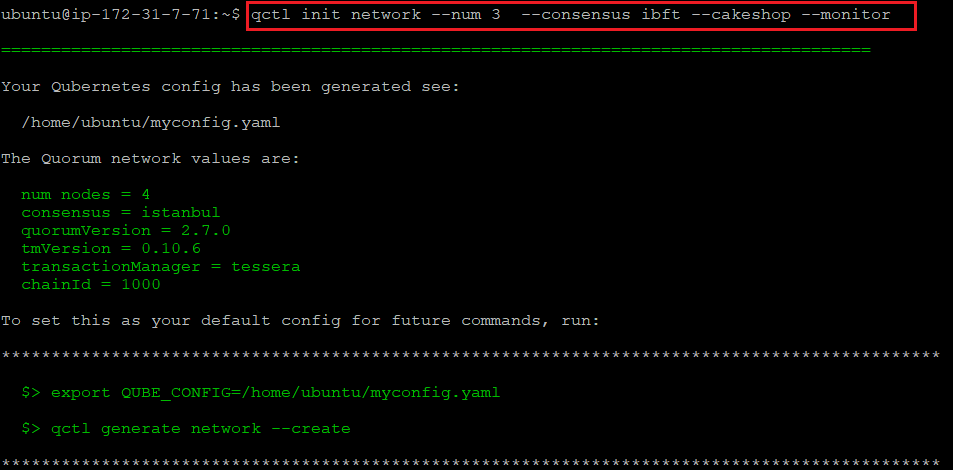 ubuntu@ip-172-31-7-71:~$ qctl init network --num 3  --consensus ibft --cakeshop --monitor
=======================================================================================
Your Qubernetes config has been generated see:
/home/ubuntu/myconfig.yaml
The Quorum network values are:
num nodes = 4
consensus = istanbul
quorumVersion = 2.7.0
tmVersion = 0.10.6
transactionManager = tessera
chainId = 1000
To set this as your default config for future commands, run:
**********************************************************************************************
$> export QUBE_CONFIG=/home/ubuntu/myconfig.yaml
$> qctl generate network --create
**********************************************************************************************